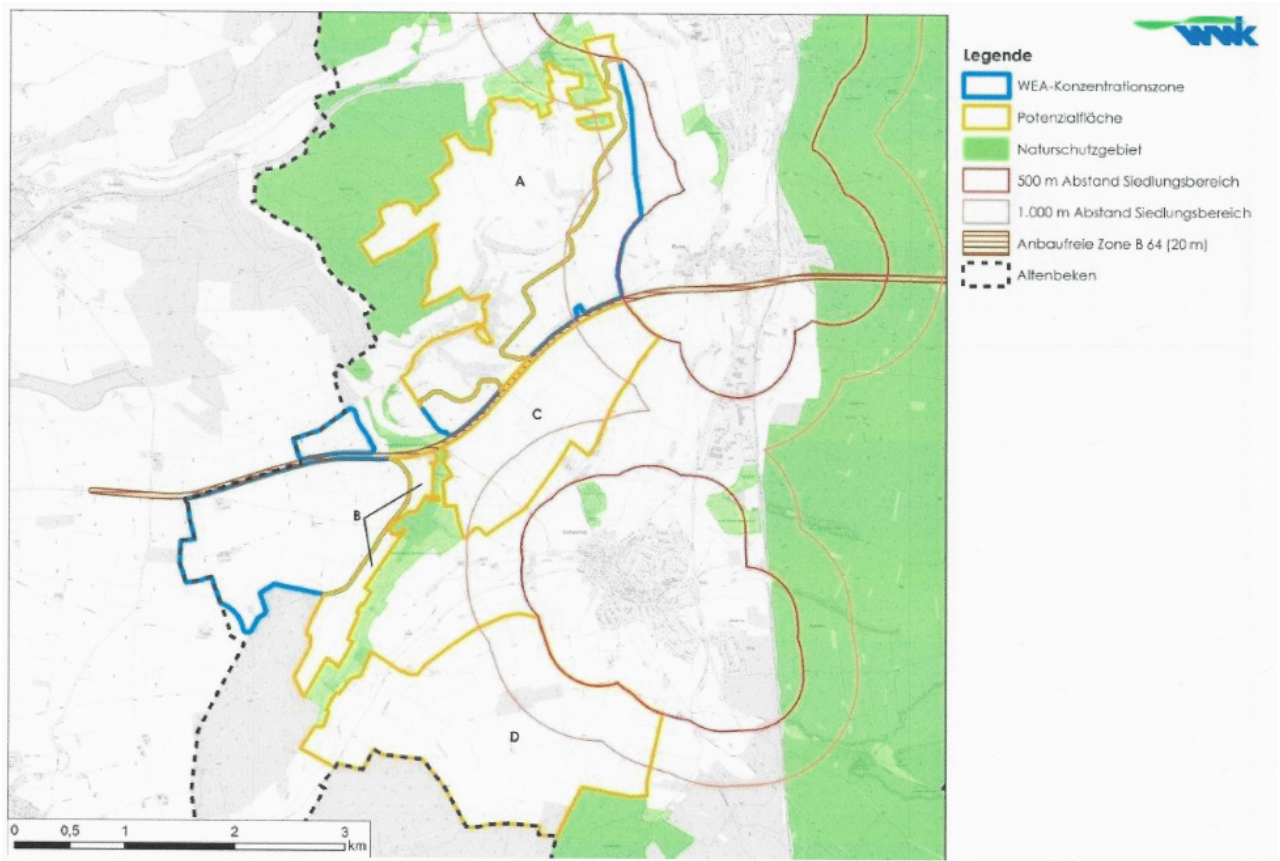 wwk
Legende
WEA-Konzentrationszone
Potenzialfläche
Naturschutzgebiet
500 m Abstand Siedlungsbereich
1.000 m Abstand Siedlungsbereich
Anbaufreie Zone B 64 (20 m)
Altenbeken
A
C
B
D
0 0,5 1 2 3
km